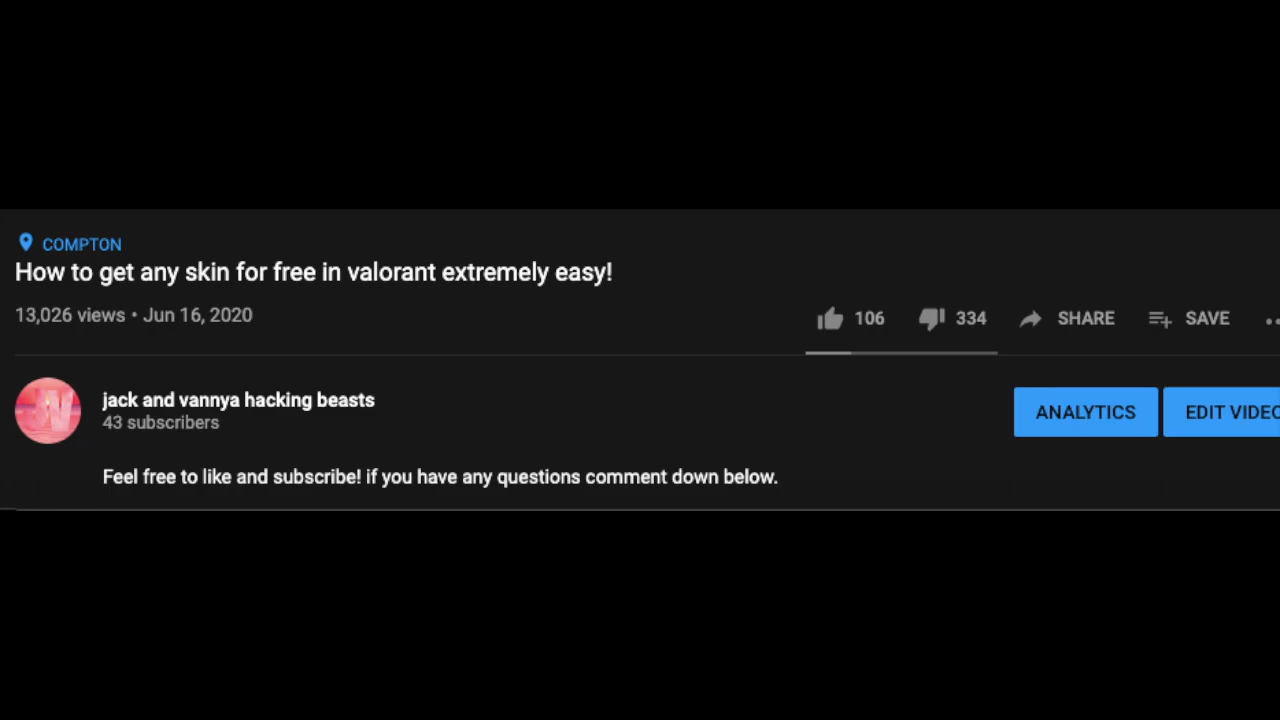 COMPTON
How to get any skin for free in valorant extremely easy!
13,026 views • Jun 16, 2020
106 334 SHARE SAVE
jack and vannya hacking beasts
43 subscribers
ANALYTICS EDIT VIDEO
Feel free to like and subscribe! if you have any questions comment down below.